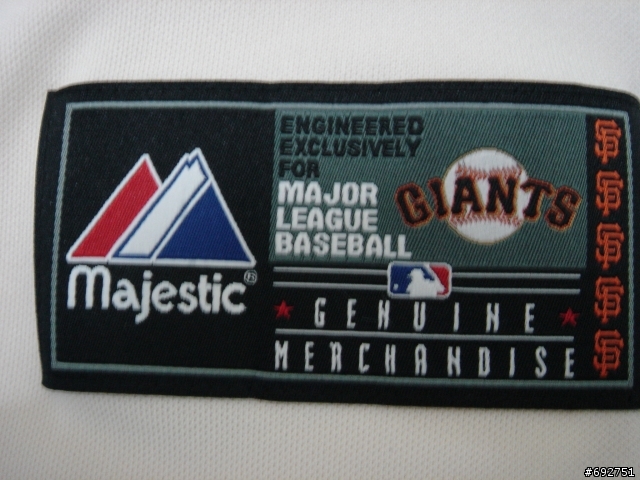 ENGINEERED
EXCLUSIVELY
FOR
MAJOR
LEAGUE
BASEBALL
GIANTS
Majestic®
GENUINE
MERCHANDISE
SF
SF
SF
SF
SF
#692751